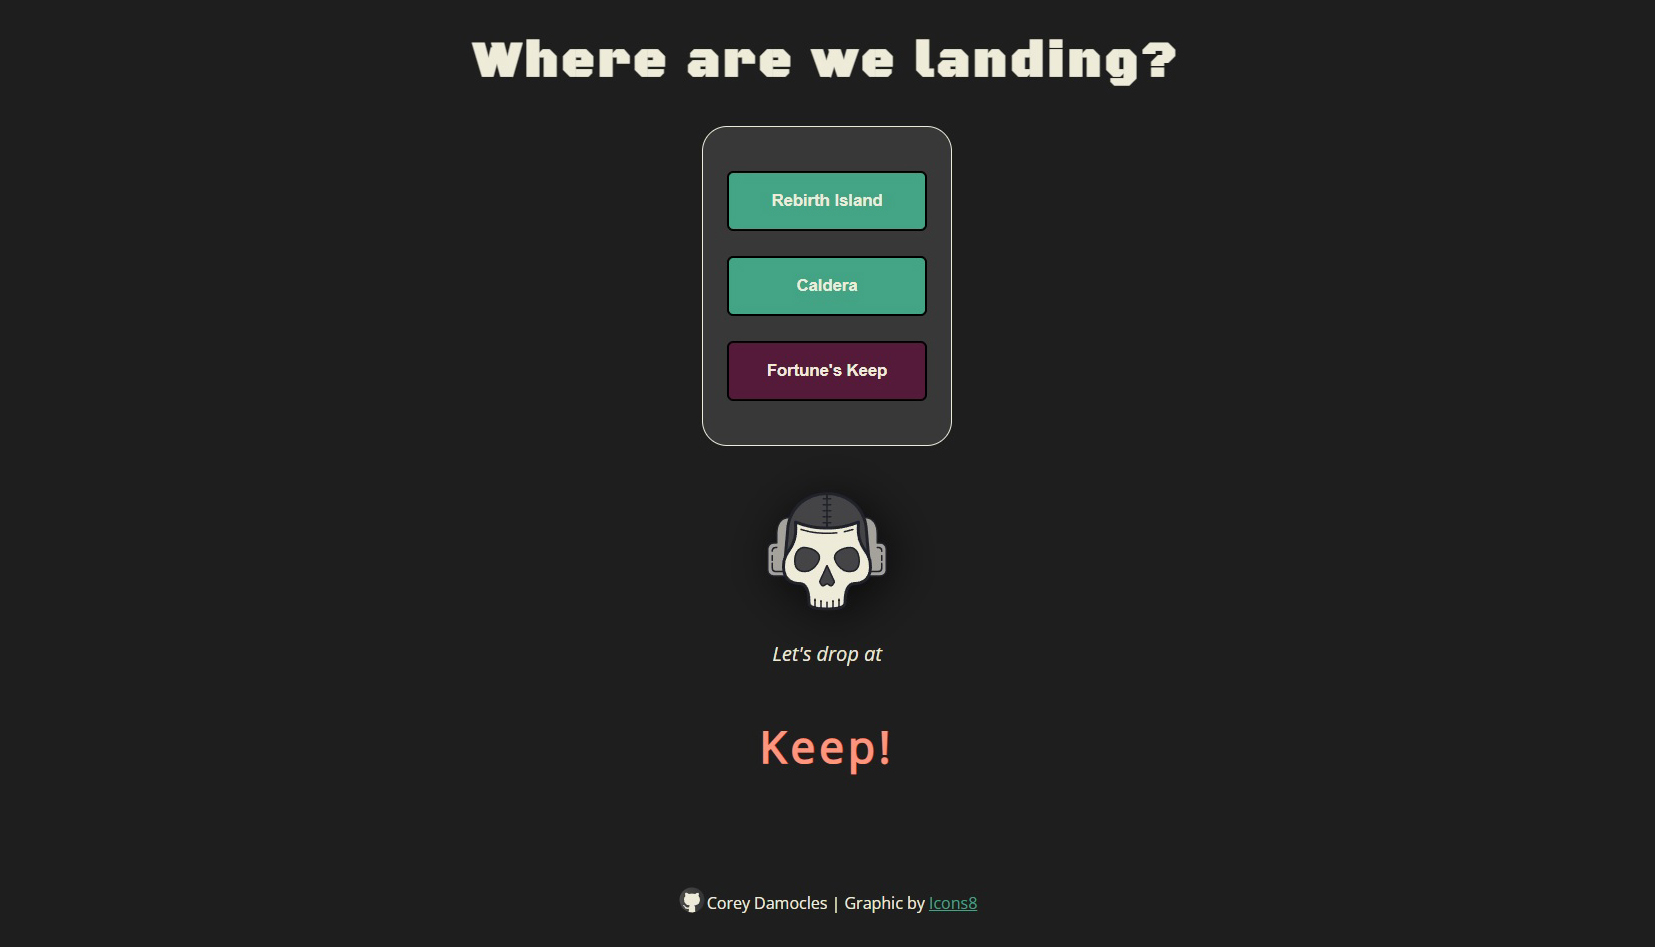 Where are we landing?
Rebirth Island
Caldera
Fortune's Keep
Let's drop at
Keep!
Corey Damocles | Graphic by Icons8